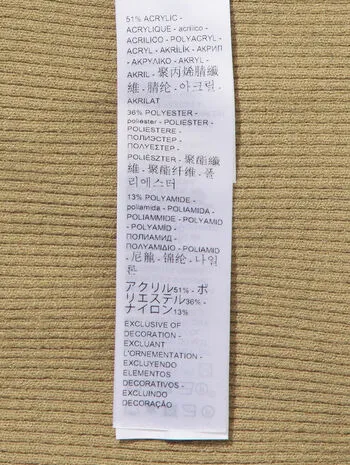 51% ACRYLIC -
ACRYLIQUE - acrilico -
ACRILICO - POLYACRYL -
ACRYL - AKRİLİK - АКРИЛ
- ΑΚΡΥΛΙΚΟ - AKRYL -
AKRIL - 聚丙烯腈纖
維 - 腈纶 - 아크릴 -
AKRILAT
36% POLYESTER -
poliester - POLYESTER -
POLIESTERE -
ПОЛИЭСТЕР -
ΠΟΛΥΕΣΤΕΡ -
POLIÉSZTER - 聚酯纖
維 - 聚酯纤维 - 폴
리에스터
13% POLYAMIDE -
poliamida - POLIAMIDA -
POLIAMMIDE - POLYAMID
- POLYAMİD -
ПОЛИАМИД -
ΠΟΛΥΑΜΙΔΙΟ - POLIAMID
- 尼龍 - 锦纶 - 나일
론
アクリル51% - ポ
リエステル36% -
ナイロン13%
EXCLUSIVE OF
DECORATION -
EXCLUANT
L'ORNEMENTATION -
EXCLUYENDO
ELEMENTOS
DECORATIVOS -
EXCLUINDO
DECORAÇÃO